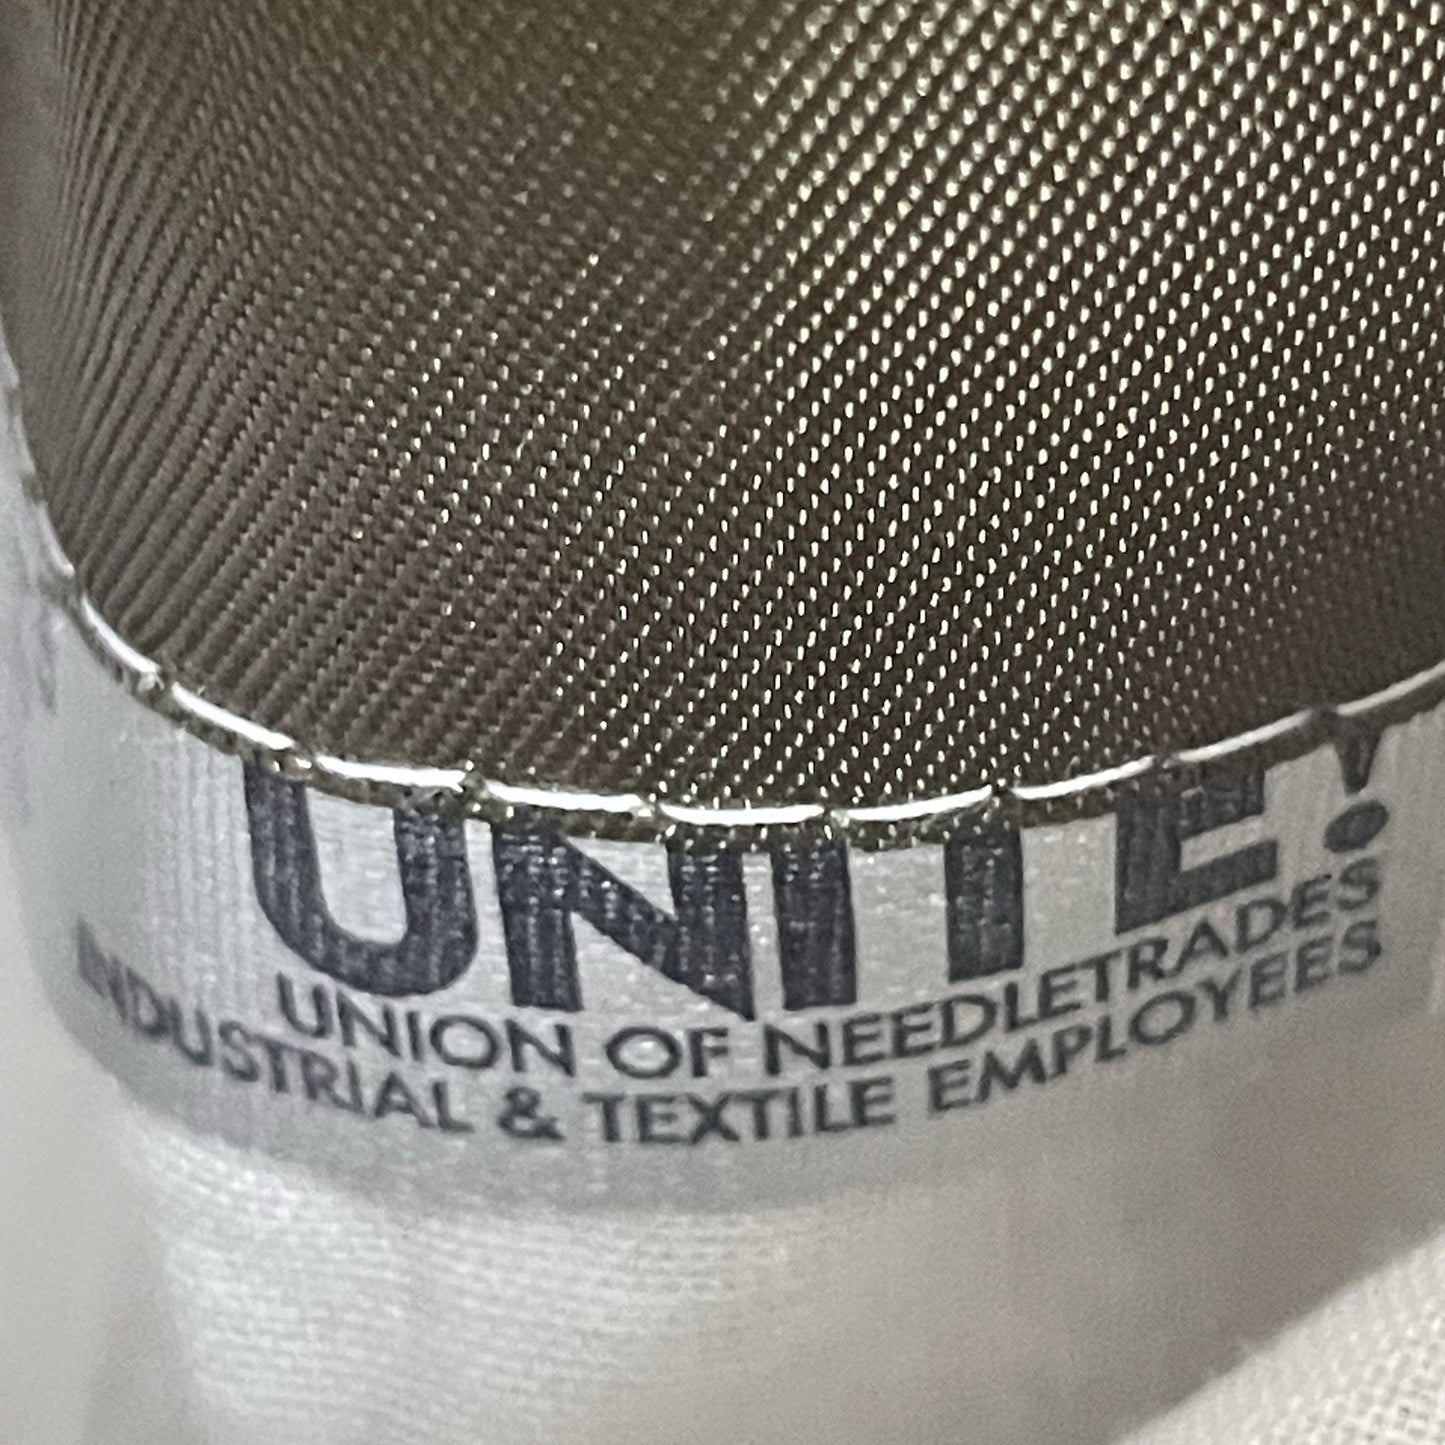 UNITE!
UNION OF NEEDLETRADES
INDUSTRIAL & TEXTILE EMPLOYEES